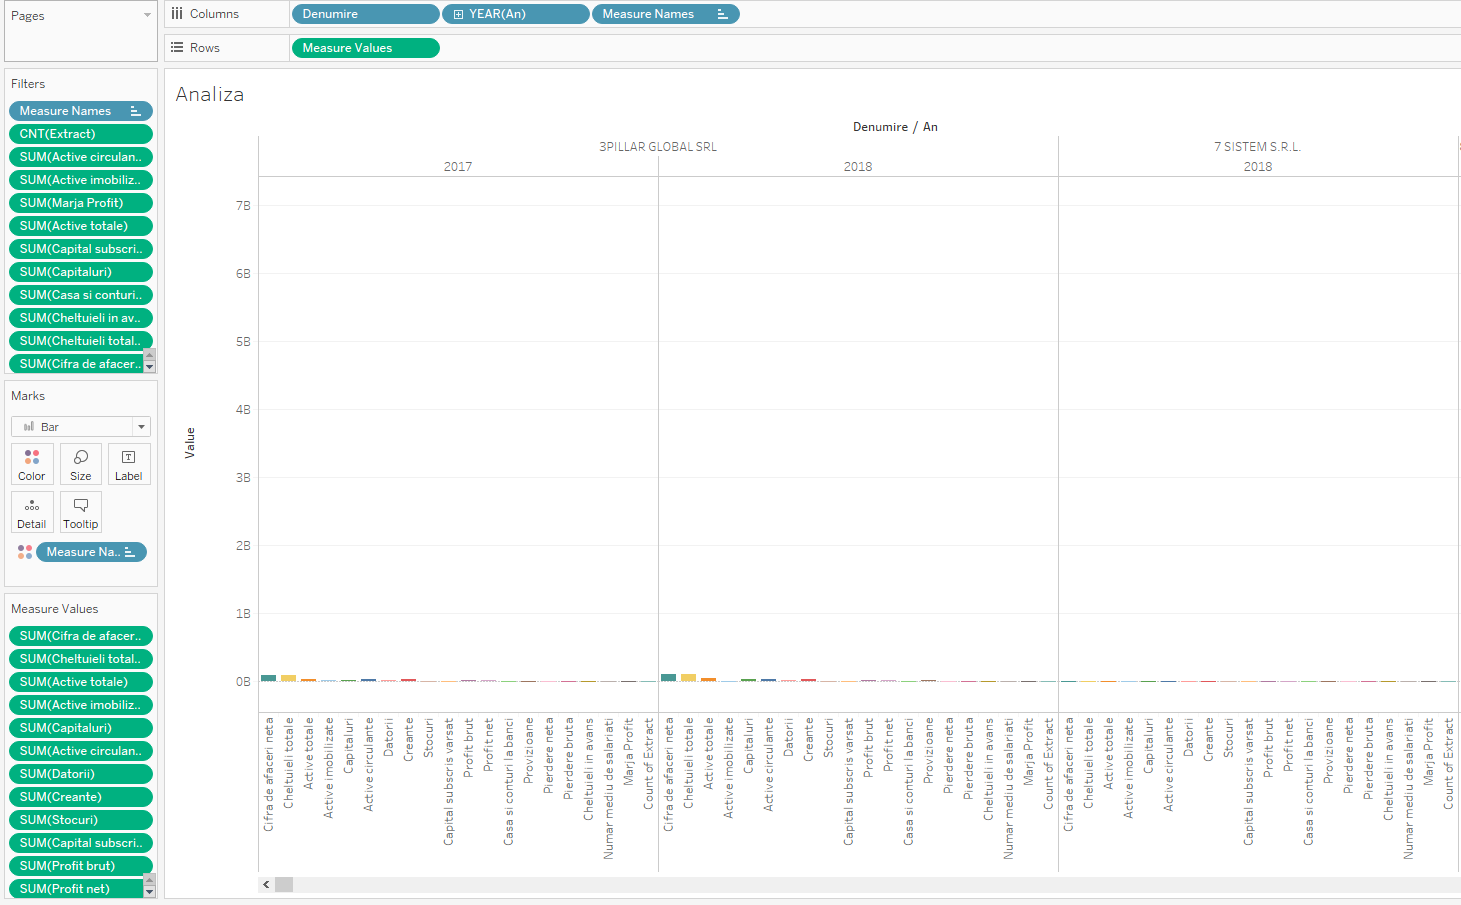 Pages
Columns
Denumire
YEAR(An)
Measure Names
Rows
Measure Values
Filters
Measure Names
CNT(Extract)
SUM(Active circulan..
SUM(Active imobiliz..
SUM(Marja Profit)
SUM(Active totale)
SUM(Capital subscri..
SUM(Capitaluri)
SUM(Casa si conturi..
SUM(Cheltuieli in av..
SUM(Cheltuieli total..
SUM(Cifra de afacer..
Marks
Bar
Color
Size
Label
Detail
Tooltip
Measure Na..
Measure Values
SUM(Cifra de afacer..
SUM(Cheltuieli total..
SUM(Active totale)
SUM(Active imobiliz..
SUM(Capitaluri)
SUM(Active circulan..
SUM(Datorii)
SUM(Creante)
SUM(Stocuri)
SUM(Capital subscri..
SUM(Profit brut)
SUM(Profit net)
Analiza
Denumire / An
3PILLAR GLOBAL SRL
7 SISTEM S.R.L.
2017
2018
2018
Value
7B
6B
5B
4B
3B
2B
1B
0B
Cifra de afaceri neta
Cheltuieli totale
Active totale
Active imobilizate
Capitaluri
Active circulante
Datorii
Creante
Stocuri
Capital subscris varsat
Profit brut
Profit net
Casa si conturi la banci
Provizioane
Pierdere neta
Pierdere bruta
Cheltuieli in avans
Numar mediu de salariati
Marja Profit
Count of Extract
Cifra de afaceri neta
Cheltuieli totale
Active totale
Active imobilizate
Capitaluri
Active circulante
Datorii
Creante
Stocuri
Capital subscris varsat
Profit brut
Profit net
Casa si conturi la banci
Provizioane
Pierdere neta
Pierdere bruta
Cheltuieli in avans
Numar mediu de salariati
Marja Profit
Count of Extract
Cifra de afaceri neta
Cheltuieli totale
Active totale
Active imobilizate
Capitaluri
Active circulante
Datorii
Creante
Stocuri
Capital subscris varsat
Profit brut
Profit net
Casa si conturi la banci
Provizioane
Pierdere neta
Pierdere bruta
Cheltuieli in avans
Numar mediu de salariati
Marja Profit
Count of Extract